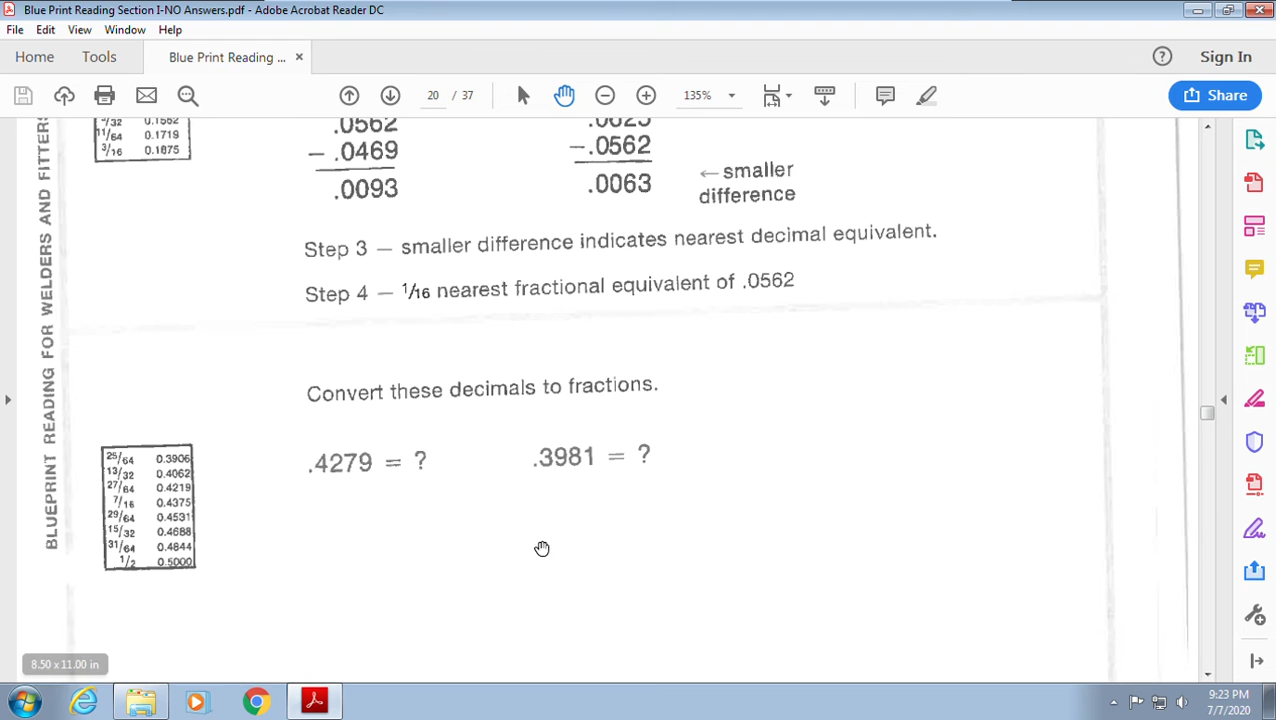 Blue Print Reading Section I-NO Answers.pdf - Adobe Acrobat Reader DC
File Edit View Window Help
Home Tools Blue Print Reading ... × Sign In
20 / 37 135% Share
BLUEPRINT READING FOR WELDERS AND FITTERS
/32 0.1562
11/64 0.1719
3/16 0.1875
.0562 .0625
− .0469 −.0562
.0093 .0063
← smaller
difference
Step 3 — smaller difference indicates nearest decimal equivalent.
Step 4 — 1/16 nearest fractional equivalent of .0562
Convert these decimals to fractions.
.4279 = ? .3981 = ?
25/64 0.3906
13/32 0.4062
27/64 0.4219
7/16 0.4375
29/64 0.4531
15/32 0.4688
31/64 0.4844
1/2 0.5000
8.50 x 11.00 in
9:23 PM
7/7/2020